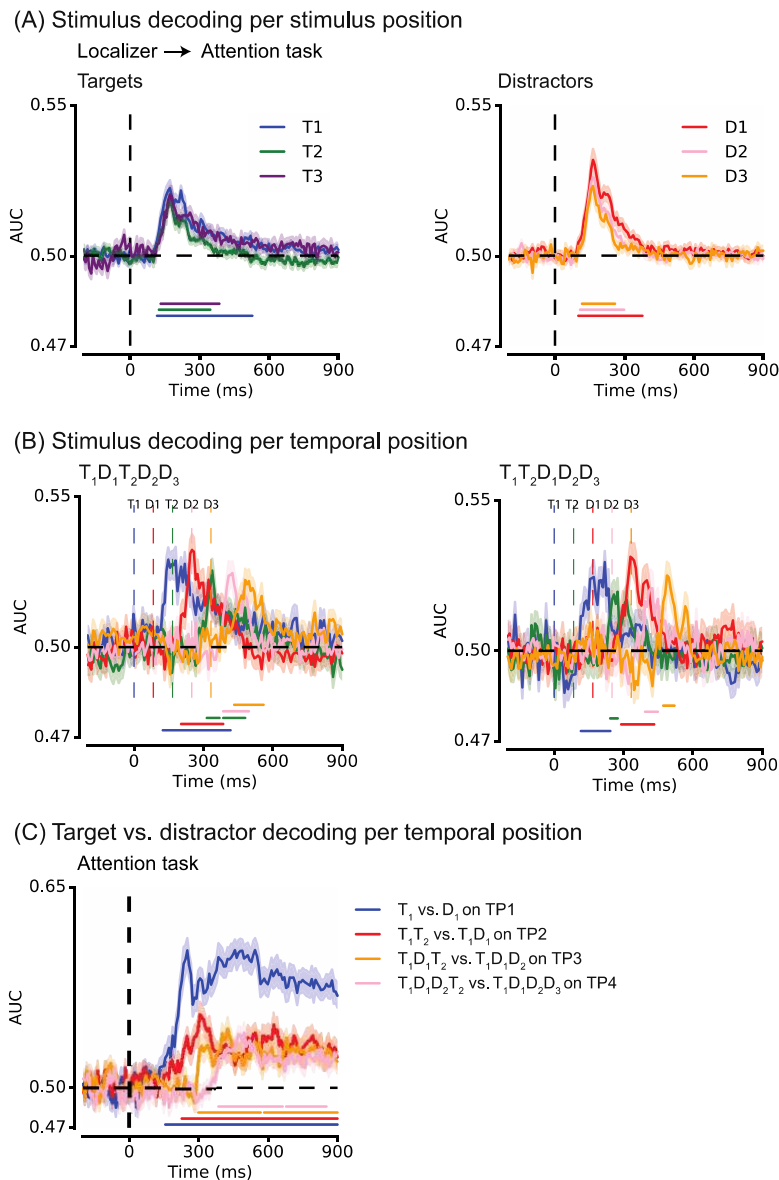 (A) Stimulus decoding per stimulus position
Localizer → Attention task
Targets
Distractors
0.55
0.50
0.47
AUC
T1
T2
T3
0 300 600 900
Time (ms)
0.55
0.50
0.47
AUC
D1
D2
D3
0 300 600 900
Time (ms)
(B) Stimulus decoding per temporal position
T₁D₁T₂D₂D₃
T1 D1 T2 D2 D3
0.55
0.50
0.47
AUC
0 300 600 900
Time (ms)
T₁T₂D₁D₂D₃
T1 T2 D1 D2 D3
0.55
0.50
0.47
AUC
0 300 600 900
Time (ms)
(C) Target vs. distractor decoding per temporal position
Attention task
0.65
0.50
0.47
AUC
0 300 600 900
Time (ms)
T₁ vs. D₁ on TP1
T₁T₂ vs. T₁D₁ on TP2
T₁D₁T₂ vs. T₁D₁D₂ on TP3
T₁D₁D₂T₂ vs. T₁D₁D₂D₃ on TP4